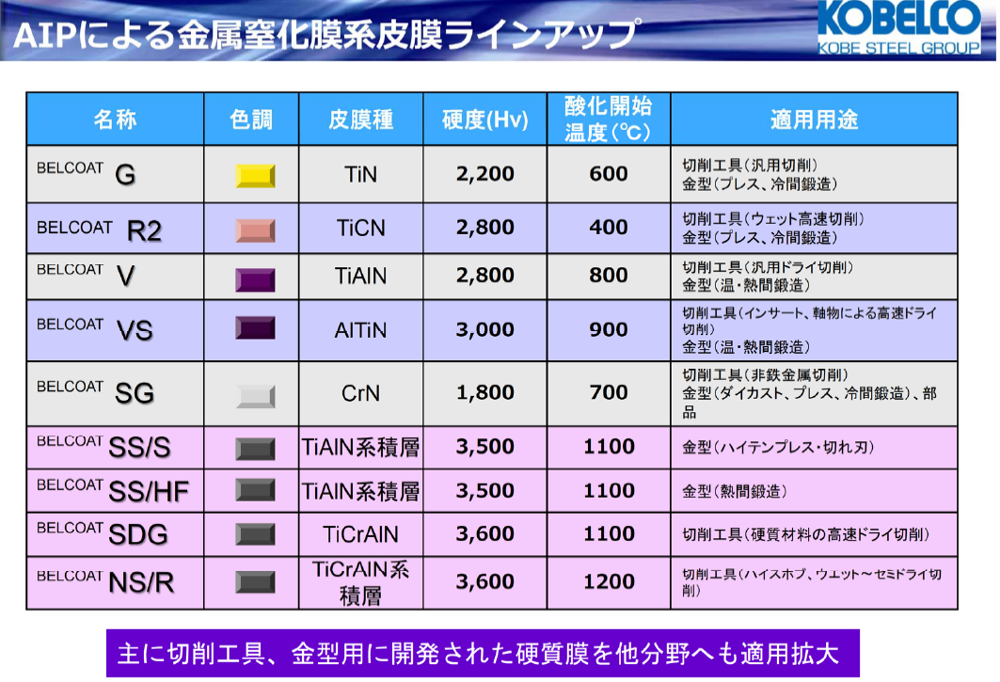 AIPによる金属窒化膜系皮膜ラインアップ
KOBELCO
KOBE STEEL GROUP
名称 色調 皮膜種 硬度(Hv) 酸化開始
温度(℃) 適用用途
BELCOAT G TiN 2,200 600 切削工具(汎用切削)
金型(プレス、冷間鍛造)
BELCOAT R2 TiCN 2,800 400 切削工具(ウェット高速切削)
金型(プレス、冷間鍛造)
BELCOAT V TiAlN 2,800 800 切削工具(汎用ドライ切削)
金型(温・熱間鍛造)
BELCOAT VS AlTiN 3,000 900 切削工具(インサート、軸物による高速ドライ
切削)
金型(温・熱間鍛造)
BELCOAT SG CrN 1,800 700 切削工具(非鉄金属切削)
金型(ダイカスト、プレス、冷間鍛造)、部
品
BELCOAT SS/S TiAlN系積層 3,500 1100 金型(ハイテンプレス・切れ刃)
BELCOAT SS/HF TiAlN系積層 3,500 1100 金型(熱間鍛造)
BELCOAT SDG TiCrAlN 3,600 1100 切削工具(硬質材料の高速ドライ切削)
BELCOAT NS/R TiCrAlN系
積層 3,600 1200 切削工具(ハイスホブ、ウエット～セミドライ切
削)
主に切削工具、金型用に開発された硬質膜を他分野へも適用拡大